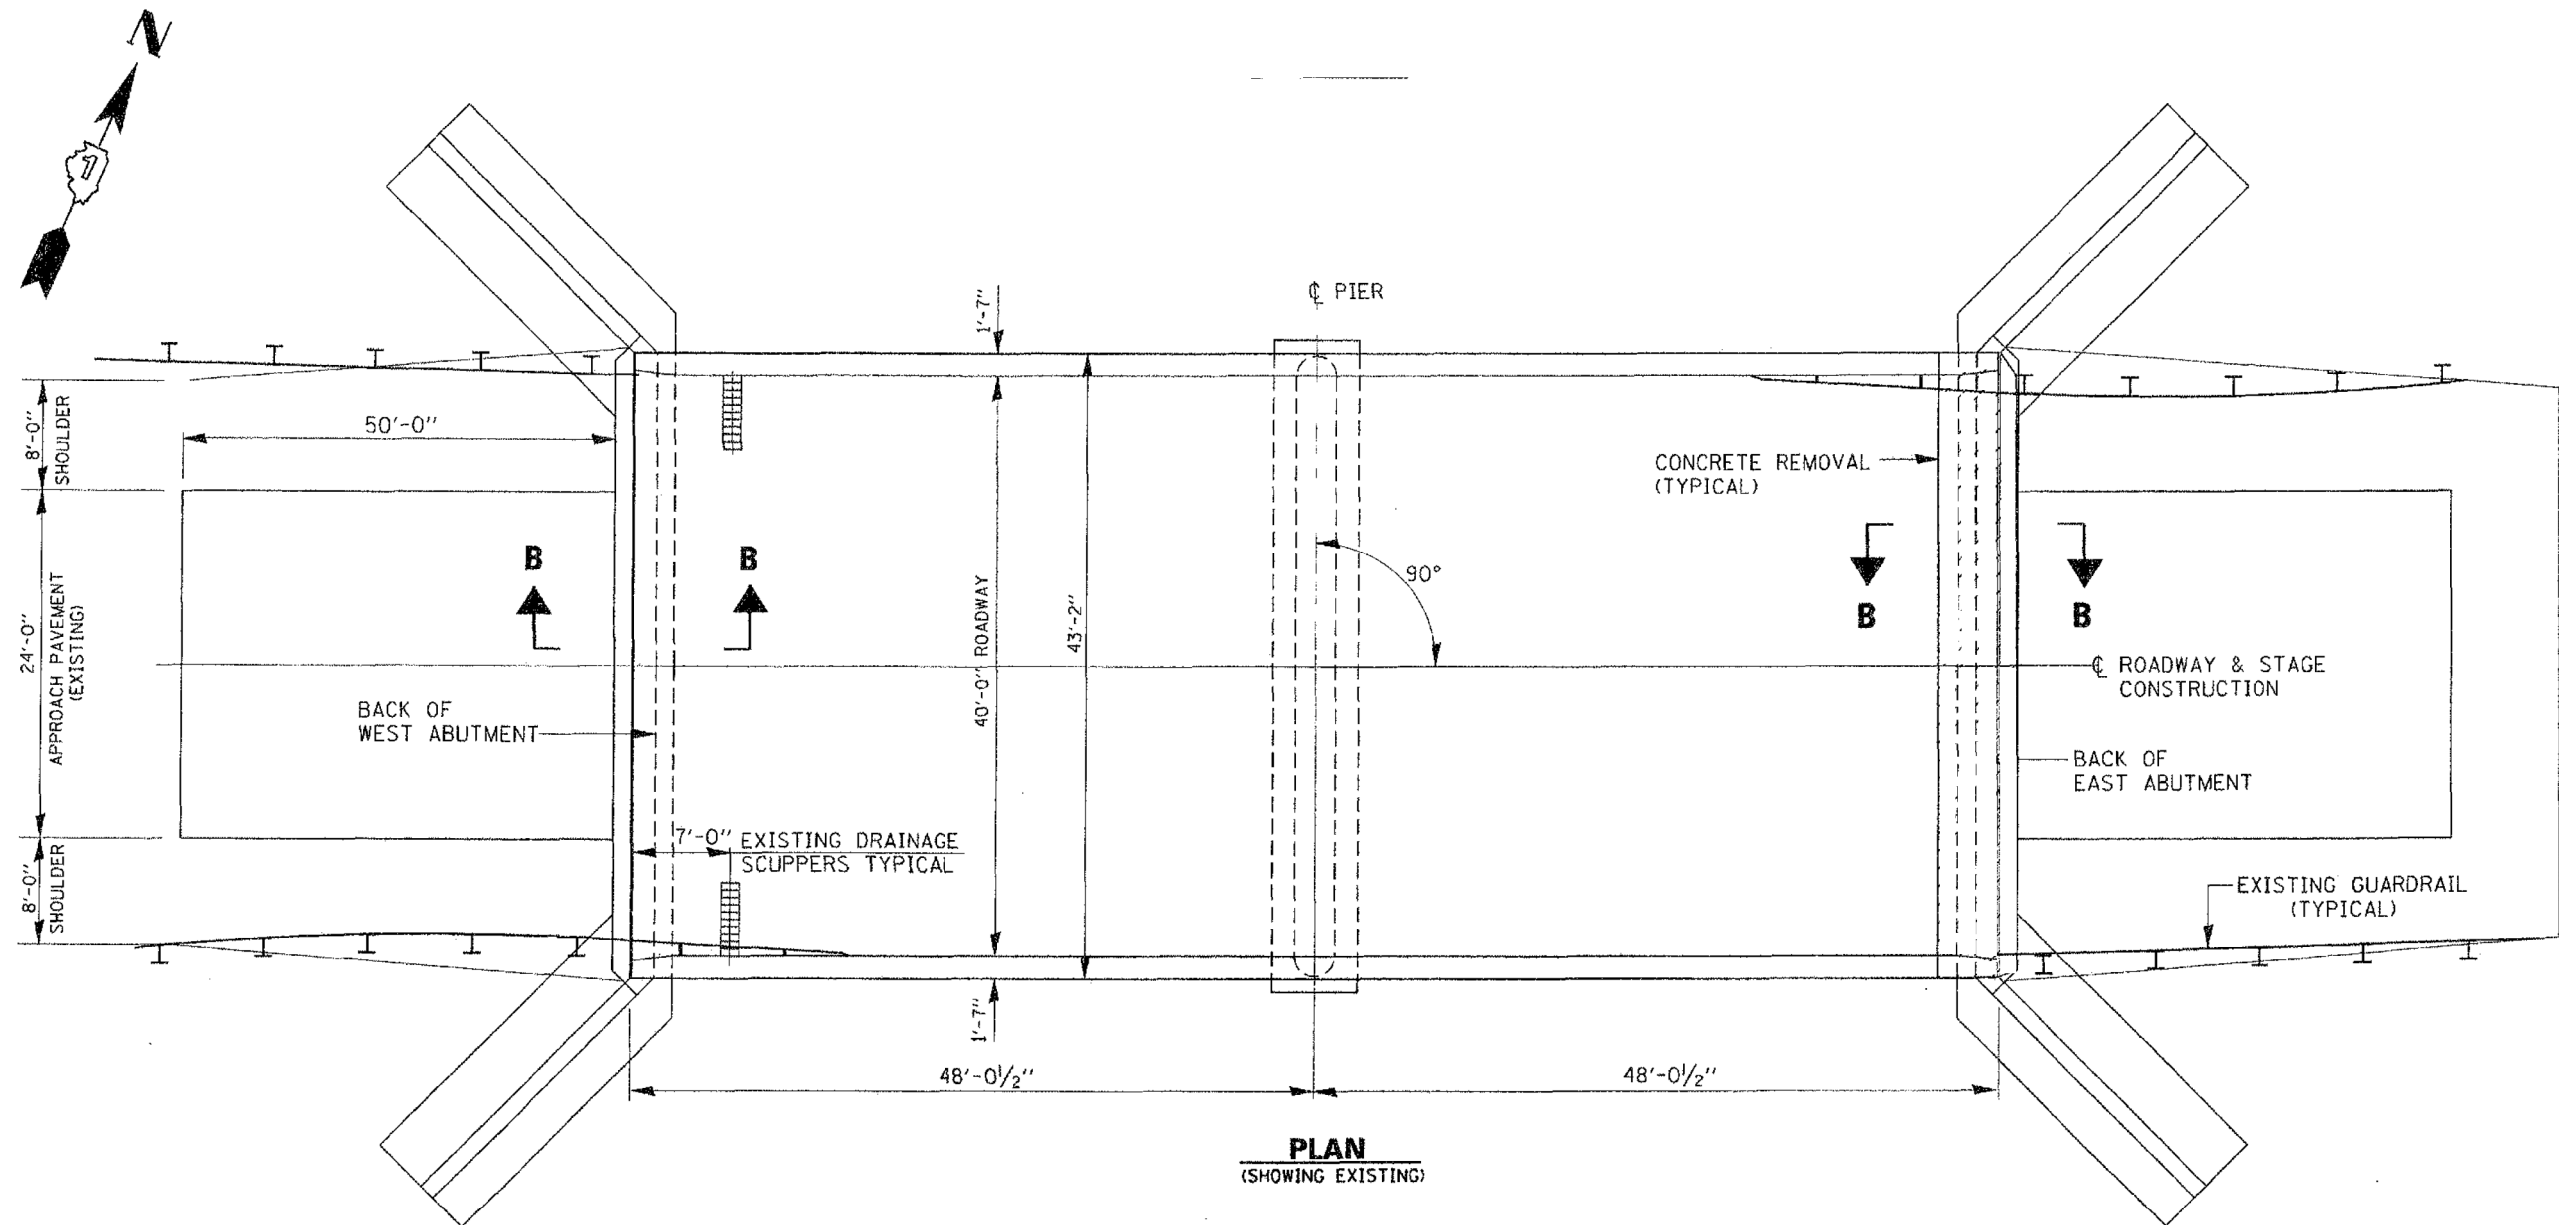 N
1
1'-7"
℄ PIER
8'-0"
SHOULDER
50'-0"
CONCRETE REMOVAL
(TYPICAL)
B
B
B
B
90°
24'-0"
APPROACH PAVEMENT
(EXISTING)
40'-0" ROADWAY
43'-2"
℄ ROADWAY & STAGE
CONSTRUCTION
BACK OF
WEST ABUTMENT
BACK OF
EAST ABUTMENT
7'-0" EXISTING DRAINAGE
SCUPPERS TYPICAL
8'-0"
SHOULDER
EXISTING GUARDRAIL
(TYPICAL)
1'-7"
48'-0½"
48'-0½"
PLAN
(SHOWING EXISTING)